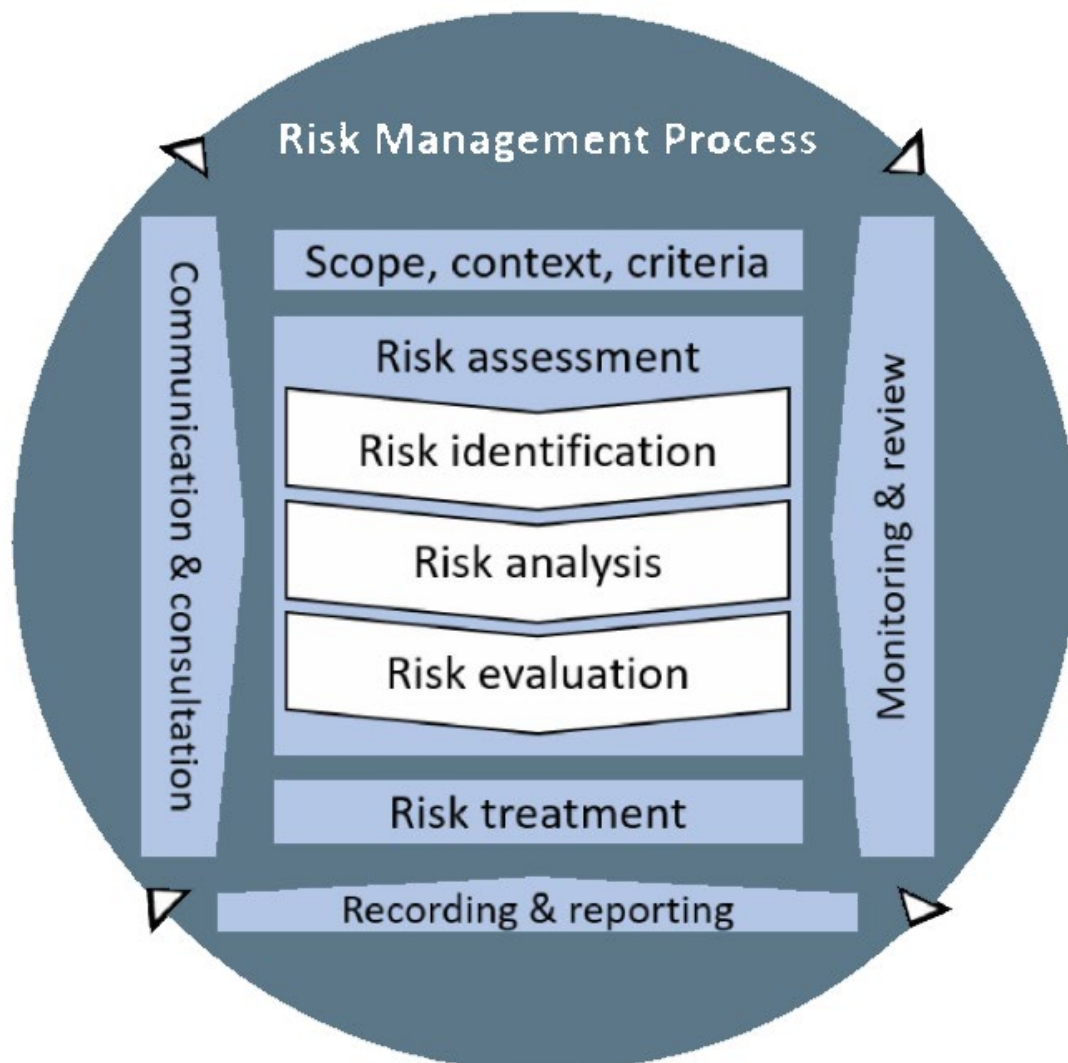 Risk Management Process
Scope, context, criteria
Risk assessment
Risk identification
Risk analysis
Risk evaluation
Risk treatment
Communication & consultation
Monitoring & review
Recording & reporting